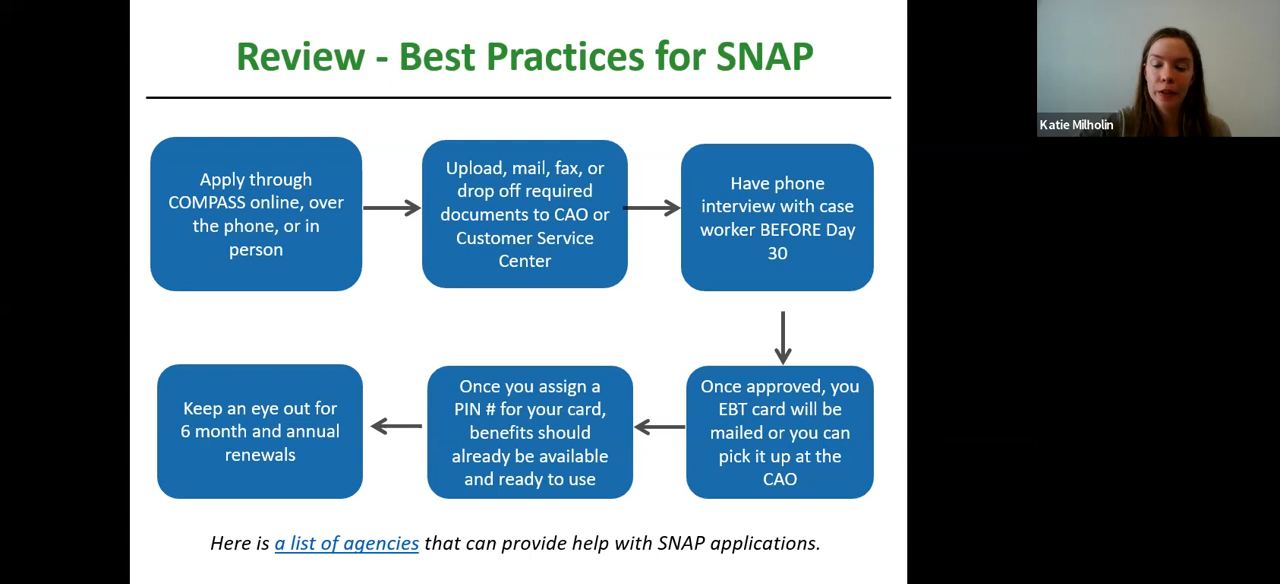 Review - Best Practices for SNAP
Katie Milholin
Apply through
COMPASS online, over
the phone, or in
person
Upload, mail, fax, or
drop off required
documents to CAO or
Customer Service
Center
Have phone
interview with case
worker BEFORE Day
30
Once approved, you
EBT card will be
mailed or you can
pick it up at the
CAO
Once you assign a
PIN # for your card,
benefits should
already be available
and ready to use
Keep an eye out for
6 month and annual
renewals
Here is a list of agencies that can provide help with SNAP applications.